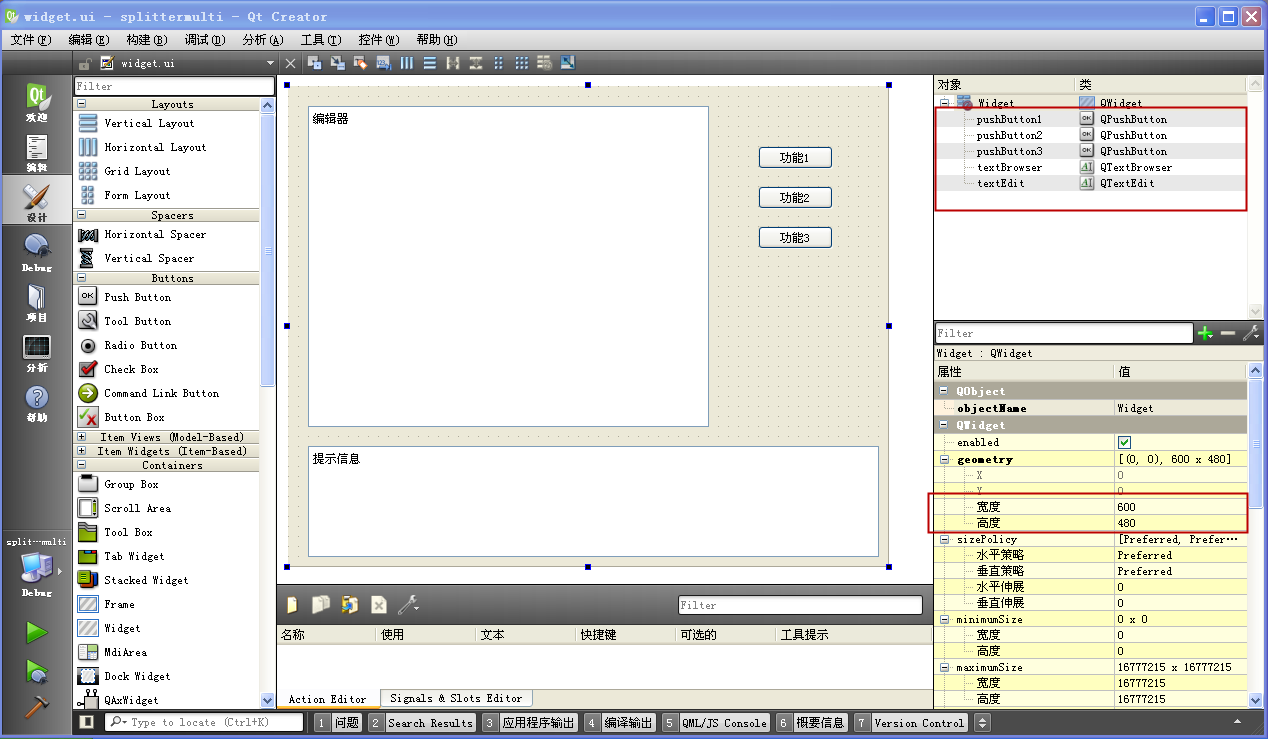 widget.ui - splittermulti - Qt Creator
文件(F) 编辑(E) 构建(B) 调试(D) 分析(A) 工具(T) 控件(W) 帮助(H)
widget.ui
Qt
欢迎
编辑
设计
Debug
项目
分析
帮助
split···multi
Debug
Filter
Layouts
Vertical Layout
Horizontal Layout
Grid Layout
Form Layout
Spacers
Horizontal Spacer
Vertical Spacer
Buttons
OK Push Button
Tool Button
Radio Button
Check Box
Command Link Button
Button Box
Item Views (Model-Based)
Item Widgets (Item-Based)
Containers
Group Box
Scroll Area
Tool Box
Tab Widget
Stacked Widget
Frame
Widget
MdiArea
Dock Widget
QAxWidget
编辑器
功能1
功能2
功能3
提示信息
Filter
名称 使用 文本 快捷键 可选的 工具提示
Action Editor Signals & Slots Editor
对象 类
Widget QWidget
pushButton1 OK QPushButton
pushButton2 OK QPushButton
pushButton3 OK QPushButton
textBrowser AI QTextBrowser
textEdit AI QTextEdit
Filter
Widget : QWidget
属性 值
QObject
objectName Widget
QWidget
enabled
geometry [(0, 0), 600 x 480]
X 0
Y 0
宽度 600
高度 480
sizePolicy [Preferred, Prefer···
水平策略 Preferred
垂直策略 Preferred
水平伸展 0
垂直伸展 0
minimumSize 0 x 0
宽度 0
高度 0
maximumSize 16777215 x 16777215
宽度 16777215
高度 16777215
Type to locate (Ctrl+K) 1 问题 2 Search Results 3 应用程序输出 4 编译输出 5 QML/JS Console 6 概要信息 7 Version Control